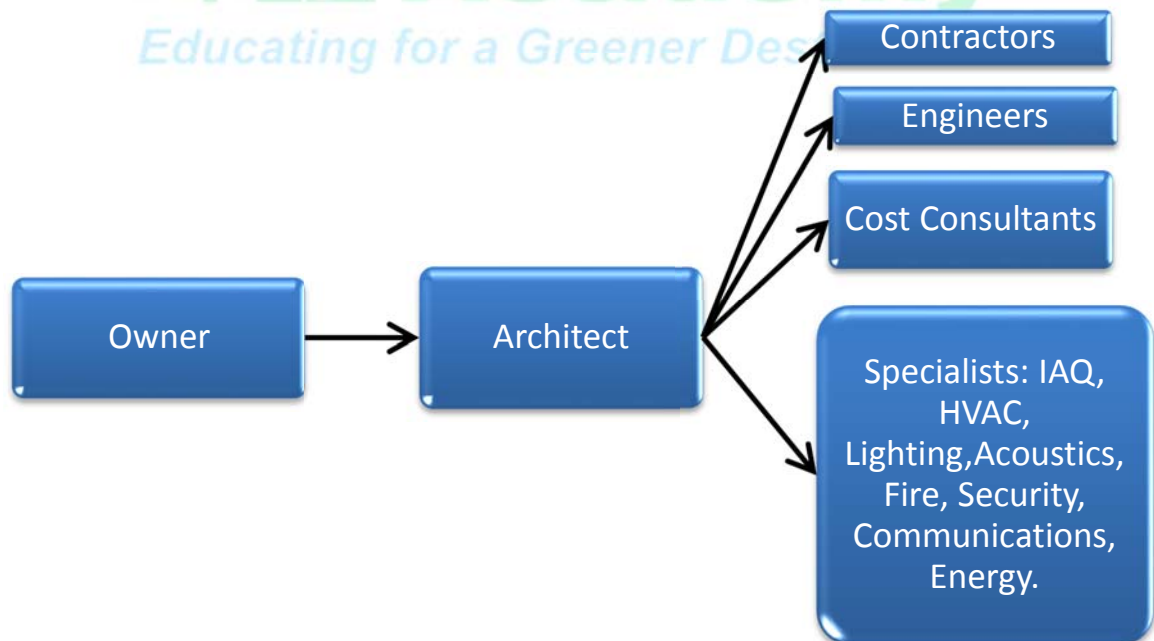 Educating for a Greener Des
Contractors
Engineers
Cost Consultants
Owner
Architect
Specialists: IAQ,
HVAC,
Lighting,Acoustics,
Fire, Security,
Communications,
Energy.